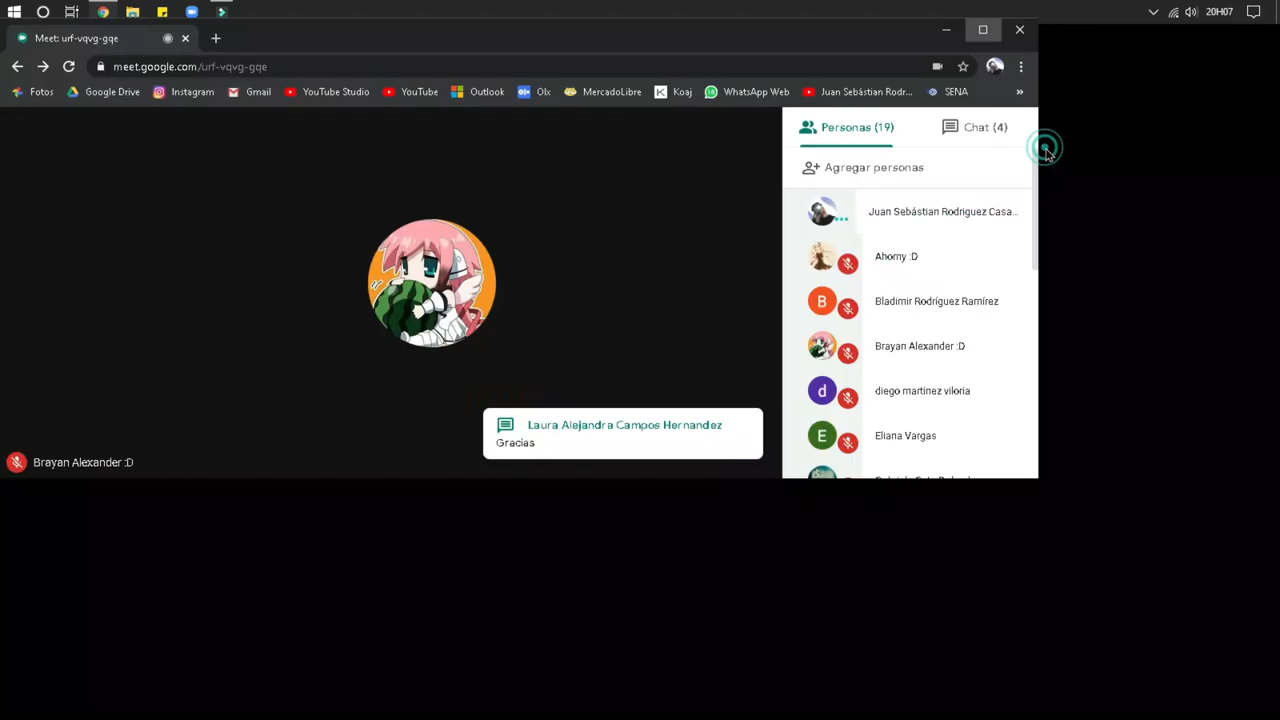 20H07
Meet: urf-vqvg-gqe
meet.google.com/urf-vqvg-gqe
Fotos
Google Drive
Instagram
Gmail
YouTube Studio
YouTube
Outlook
Olx
MercadoLibre
Koaj
WhatsApp Web
Juan Sebástian Rodr...
SENA
»
Personas (19)
Chat (4)
Agregar personas
Juan Sebástian Rodriguez Casa...
Ahomy :D
B
Bladimir Rodríguez Ramírez
Brayan Alexander :D
d
diego martinez viloria
E
Eliana Vargas
Laura Alejandra Campos Hernandez
Gracias
Brayan Alexander :D